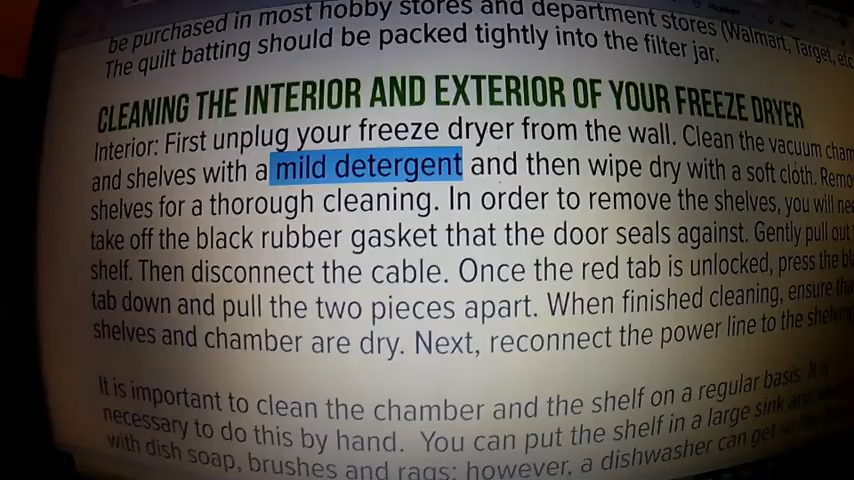 be purchased in most hobby stores and department stores (Walmart, Target, etc
The quilt batting should be packed tightly into the filter jar.
CLEANING THE INTERIOR AND EXTERIOR OF YOUR FREEZE DRYER
Interior: First unplug your freeze dryer from the wall. Clean the vacuum cham
and shelves with a mild detergent and then wipe dry with a soft cloth. Remo
shelves for a thorough cleaning. In order to remove the shelves, you will nee
take off the black rubber gasket that the door seals against. Gently pull out
shelf. Then disconnect the cable. Once the red tab is unlocked, press the bl
tab down and pull the two pieces apart. When finished cleaning, ensure tha
shelves and chamber are dry. Next, reconnect the power line to the shelving
It is important to clean the chamber and the shelf on a regular basis. It is
necessary to do this by hand. You can put the shelf in a large sink and
with dish soap, brushes and rags; however, a dishwasher can get so